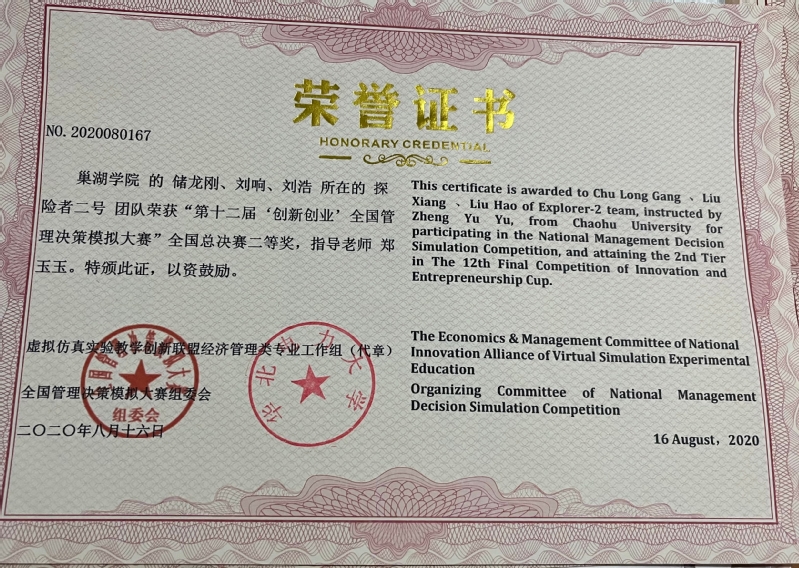 荣誉证书
HONORARY CREDENTIAL
NO. 2020080167
巢湖学院 的 储龙刚、刘响、刘浩 所在的 探
险者二号 团队荣获“第十二届‘创新创业’全国管
理决策模拟大赛”全国总决赛二等奖，指导老师 郑
玉玉。特颁此证，以资鼓励。
This certificate is awarded to Chu Long Gang 、Liu
Xiang 、Liu Hao of Explorer-2 team, instructed by
Zheng Yu Yu, from Chaohu University for
participating in the National Management Decision
Simulation Competition, and attaining the 2nd Tier
in The 12th Final Competition of Innovation and
Entrepreneurship Cup.
虚拟仿真实验教学创新联盟经济管理类专业工作组（代章）
全国管理决策模拟大赛组委会
二〇二〇年八月十六日
组委会
华北电力大学
The Economics & Management Committee of National
Innovation Alliance of Virtual Simulation Experimental
Education
Organizing Committee of National Management
Decision Simulation Competition
16 August，2020